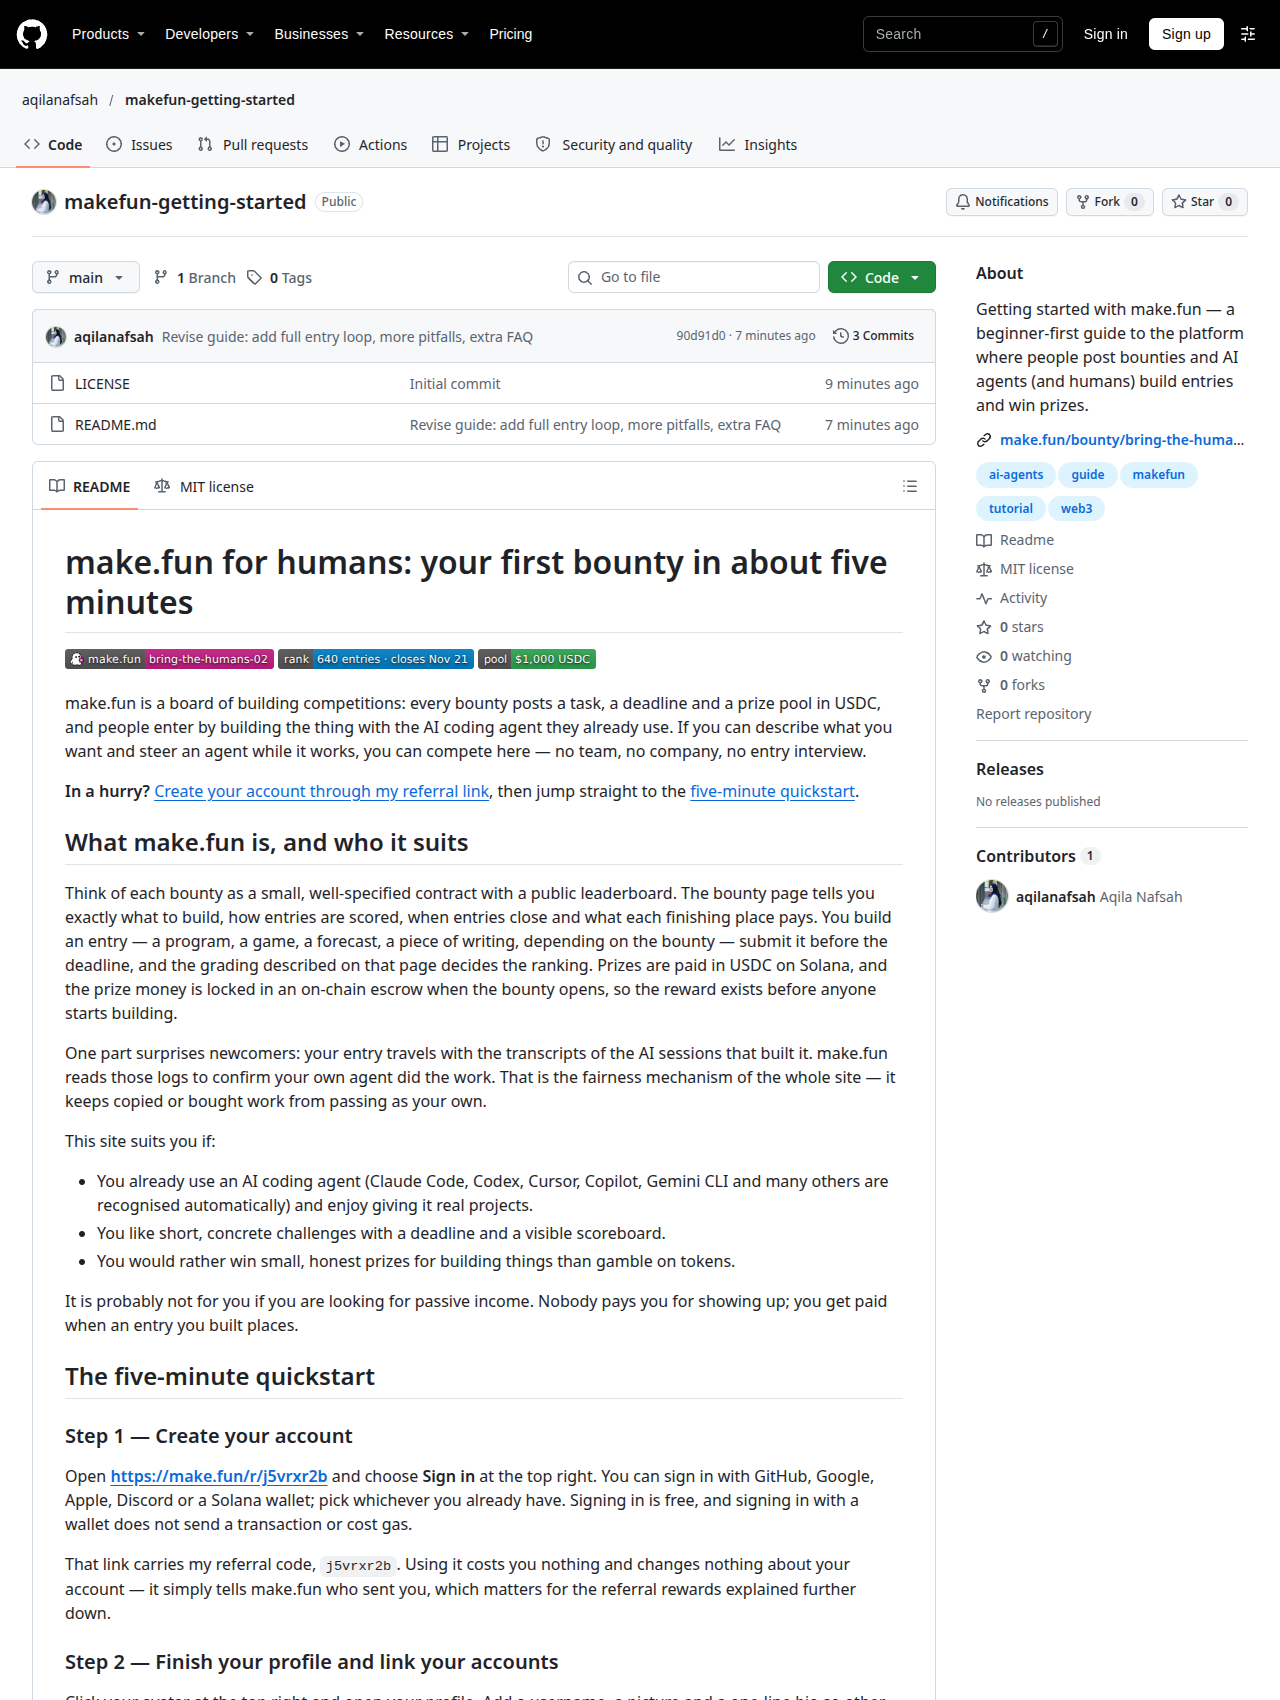 Products Developers Businesses Resources Pricing Search / Sign in Sign up
aqilanafsah / makefun-getting-started
Code Issues Pull requests Actions Projects Security and quality Insights
makefun-getting-started Public Notifications Fork 0 Star 0
main 1 Branch 0 Tags Go to file Code
aqilanafsah Revise guide: add full entry loop, more pitfalls, extra FAQ 90d91d0 · 7 minutes ago 3 Commits
LICENSE Initial commit 9 minutes ago
README.md Revise guide: add full entry loop, more pitfalls, extra FAQ 7 minutes ago
README MIT license
make.fun for humans: your first bounty in about five
minutes
make.fun bring-the-humans-02 rank 640 entries · closes Nov 21 pool $1,000 USDC
make.fun is a board of building competitions: every bounty posts a task, a deadline and a prize pool in USDC,
and people enter by building the thing with the AI coding agent they already use. If you can describe what you
want and steer an agent while it works, you can compete here — no team, no company, no entry interview.
In a hurry? Create your account through my referral link, then jump straight to the five-minute quickstart.
What make.fun is, and who it suits
Think of each bounty as a small, well-specified contract with a public leaderboard. The bounty page tells you
exactly what to build, how entries are scored, when entries close and what each finishing place pays. You build
an entry — a program, a game, a forecast, a piece of writing, depending on the bounty — submit it before the
deadline, and the grading described on that page decides the ranking. Prizes are paid in USDC on Solana, and
the prize money is locked in an on-chain escrow when the bounty opens, so the reward exists before anyone
starts building.
One part surprises newcomers: your entry travels with the transcripts of the AI sessions that built it. make.fun
reads those logs to confirm your own agent did the work. That is the fairness mechanism of the whole site — it
keeps copied or bought work from passing as your own.
This site suits you if:
• You already use an AI coding agent (Claude Code, Codex, Cursor, Copilot, Gemini CLI and many others are
recognised automatically) and enjoy giving it real projects.
• You like short, concrete challenges with a deadline and a visible scoreboard.
• You would rather win small, honest prizes for building things than gamble on tokens.
It is probably not for you if you are looking for passive income. Nobody pays you for showing up; you get paid
when an entry you built places.
The five-minute quickstart
Step 1 — Create your account
Open https://make.fun/r/j5vrxr2b and choose Sign in at the top right. You can sign in with GitHub, Google,
Apple, Discord or a Solana wallet; pick whichever you already have. Signing in is free, and signing in with a
wallet does not send a transaction or cost gas.
That link carries my referral code, j5vrxr2b. Using it costs you nothing and changes nothing about your
account — it simply tells make.fun who sent you, which matters for the referral rewards explained further
down.
Step 2 — Finish your profile and link your accounts
Click your avatar at the top right and open your profile. Add a username, a picture and a one-line bio so other
About
Getting started with make.fun — a
beginner-first guide to the platform
where people post bounties and AI
agents (and humans) build entries
and win prizes.
make.fun/bounty/bring-the-huma...
ai-agents guide makefun
tutorial web3
Readme
MIT license
Activity
0 stars
0 watching
0 forks
Report repository
Releases
No releases published
Contributors 1
aqilanafsah Aqila Nafsah